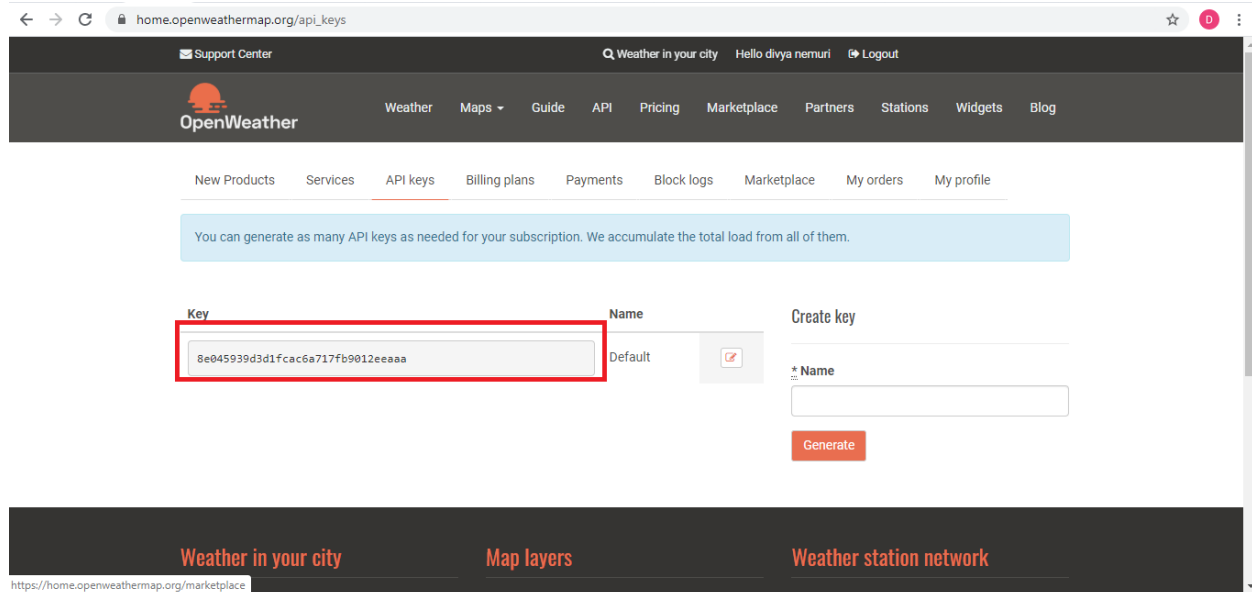 home.openweathermap.org/api_keys
D
Support Center
Weather in your city Hello divya nemuri Logout
OpenWeather
Weather Maps Guide API Pricing Marketplace Partners Stations Widgets Blog
New Products Services API keys Billing plans Payments Block logs Marketplace My orders My profile
You can generate as many API keys as needed for your subscription. We accumulate the total load from all of them.
Key Name
8e045939d3d1fcac6a717fb9012eeaaa Default
Create key
* Name
Generate
Weather in your city Map layers Weather station network
https://home.openweathermap.org/marketplace